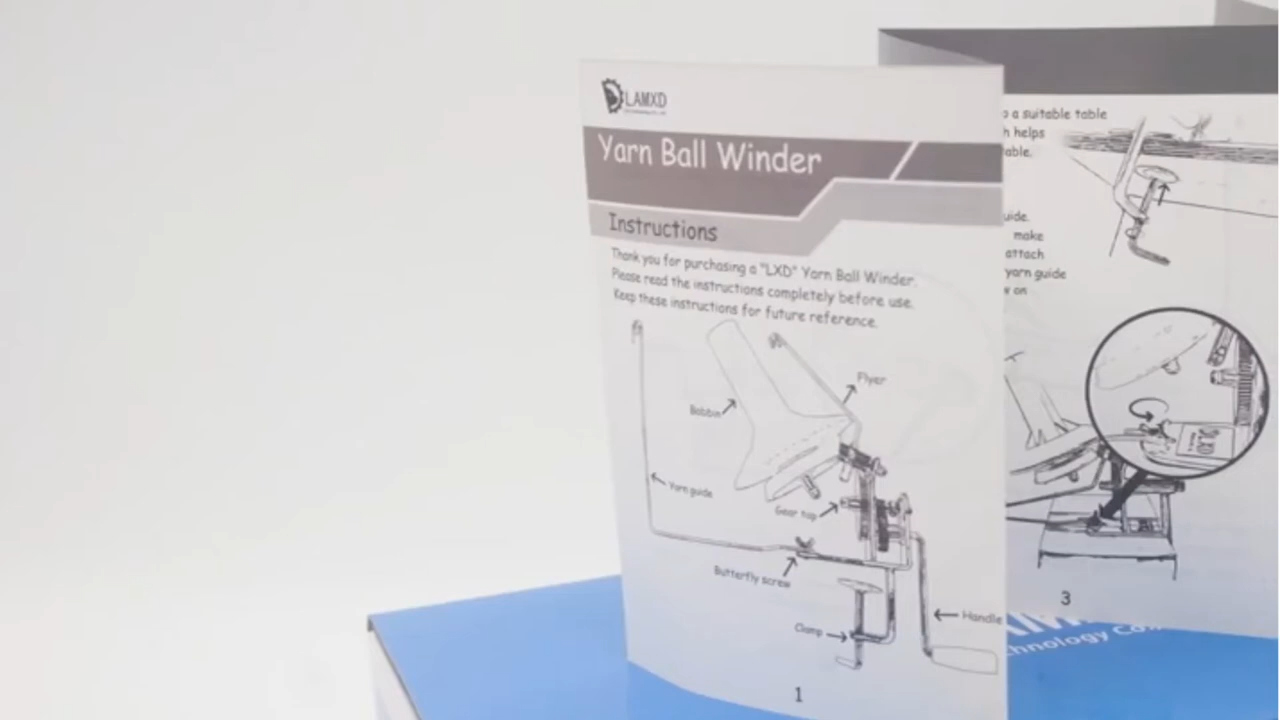 LAMXD
Yarn Ball Winder
Instructions
Thank you for purchasing a "LXD" Yarn Ball Winder.
Please read the instructions completely before use.
Keep these instructions for future reference.
Flyer
Bobbin
Yarn guide
Gear top
Butterfly screw
Clamp
Handle
1
a suitable table
helps
make
attach
yarn guide
on
3